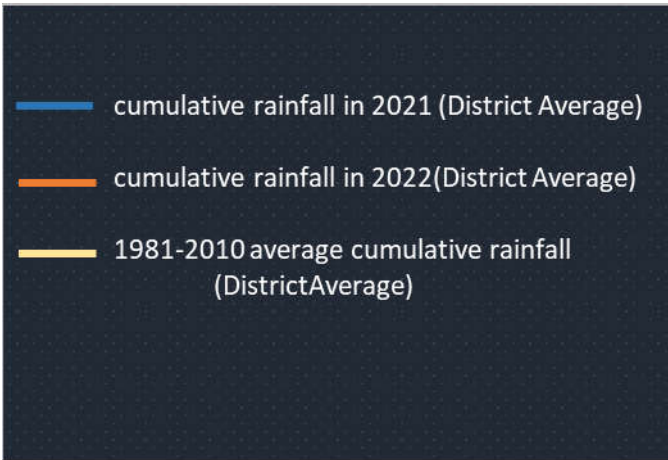 cumulative rainfall in 2021 (District Average)
cumulative rainfall in 2022(District Average)
1981-2010 average cumulative rainfall
(DistrictAverage)